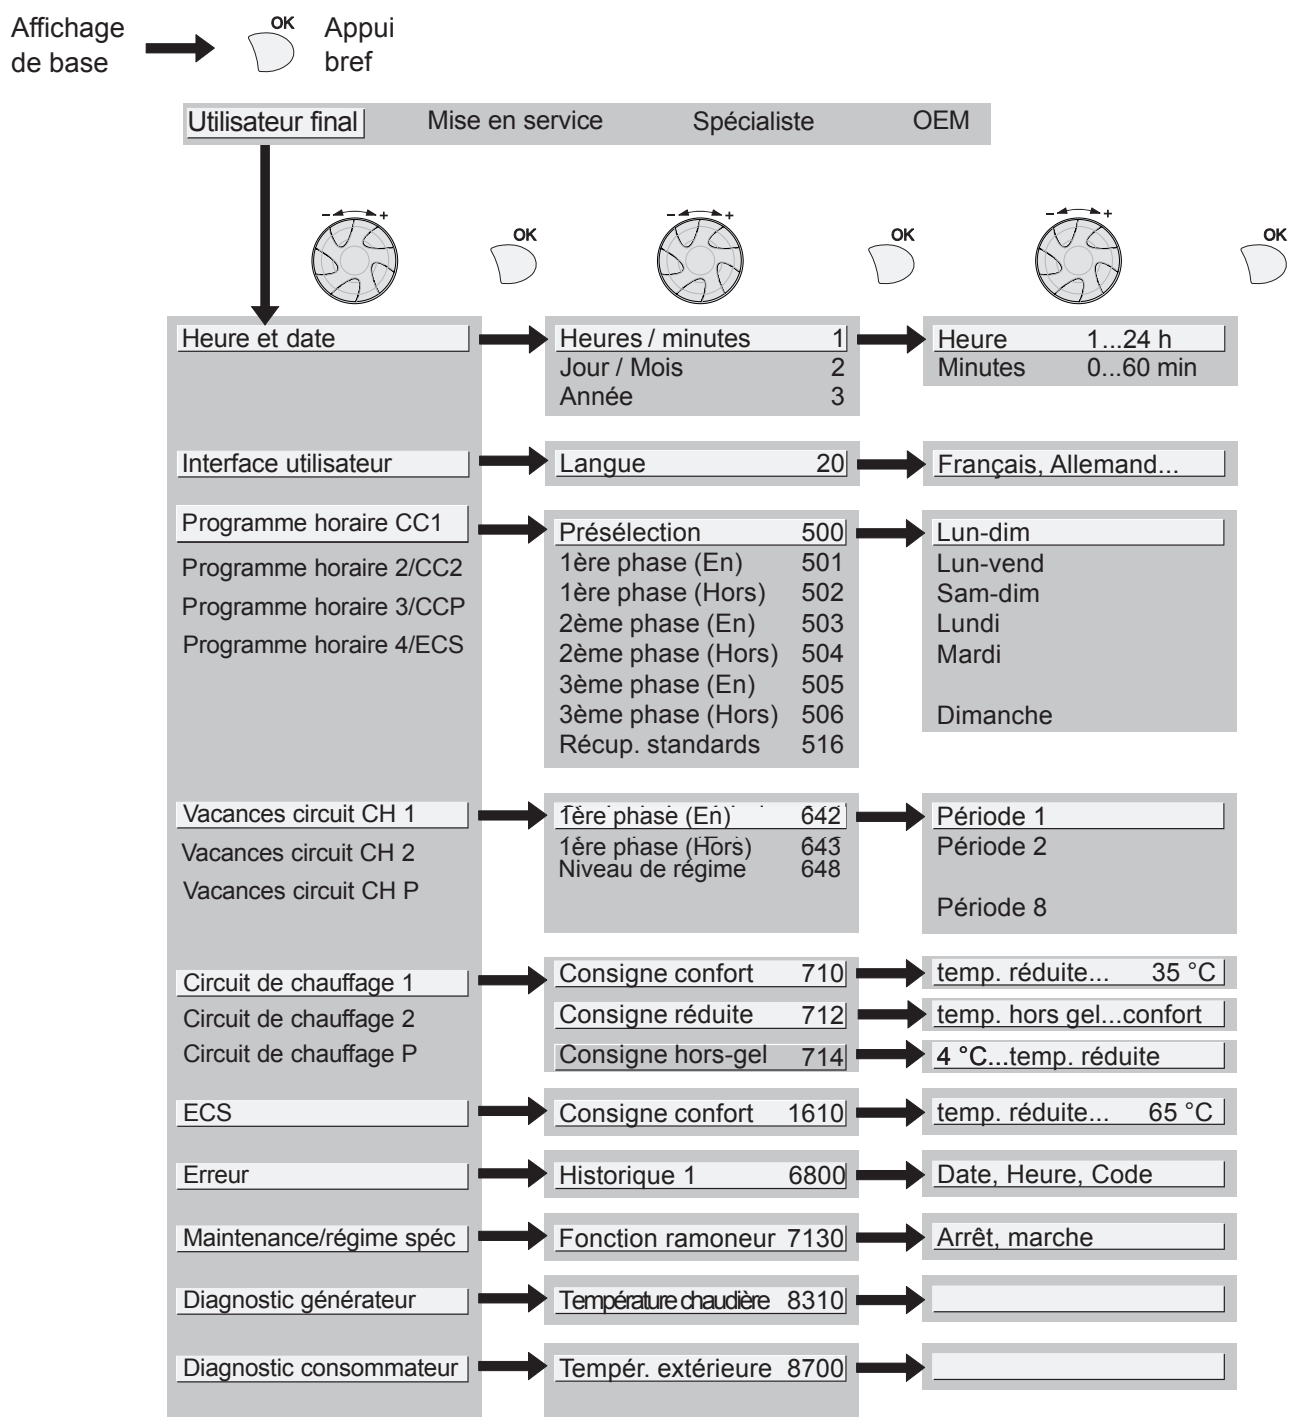 Affichage
de base
OK
Appui
bref
Utilisateur final Mise en service Spécialiste OEM
- + OK - + OK - + OK
Heure et date Heures / minutes 1 Heure 1...24 h
Jour / Mois 2 Minutes 0...60 min
Année 3
Interface utilisateur Langue 20 Français, Allemand...
Programme horaire CC1 Présélection 500 Lun-dim
1ère phase (En) 501 Lun-vend
Programme horaire 2/CC2
1ère phase (Hors) 502 Sam-dim
Programme horaire 3/CCP
2ème phase (En) 503 Lundi
Programme horaire 4/ECS
2ème phase (Hors) 504 Mardi
3ème phase (En) 505
3ème phase (Hors) 506 Dimanche
Récup. standards 516
Vacances circuit CH 1 1ère phase (En) 642 Période 1
Vacances circuit CH 2 1ère phase (Hors) 643 Période 2
Niveau de régime 648
Vacances circuit CH P
Période 8
Circuit de chauffage 1 Consigne confort 710 temp. réduite... 35 °C
Circuit de chauffage 2 Consigne réduite 712 temp. hors gel...confort
Circuit de chauffage P Consigne hors-gel 714 4 °C...temp. réduite
ECS Consigne confort 1610 temp. réduite... 65 °C
Erreur Historique 1 6800 Date, Heure, Code
Maintenance/régime spéc Fonction ramoneur 7130 Arrêt, marche
Diagnostic générateur Température chaudière 8310
Diagnostic consommateur Tempér. extérieure 8700